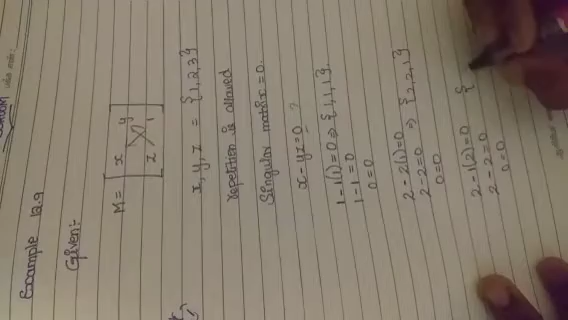 Example 12.9
Given:-
M = [ x y
z 1 ]
x, y, z = {1, 2, 3}
repetition is allowed
Singular matrix = 0.
x - yz = 0
1 - 1(1) = 0 ⇒ {1, 1, 1}
1 - 1 = 0
0 = 0
2 - 2(1) = 0
2 - 2 = 0 ⇒ {2, 2, 1}
0 = 0
2 - 1(2) = 0 {
2 - 2 = 0
0 = 0